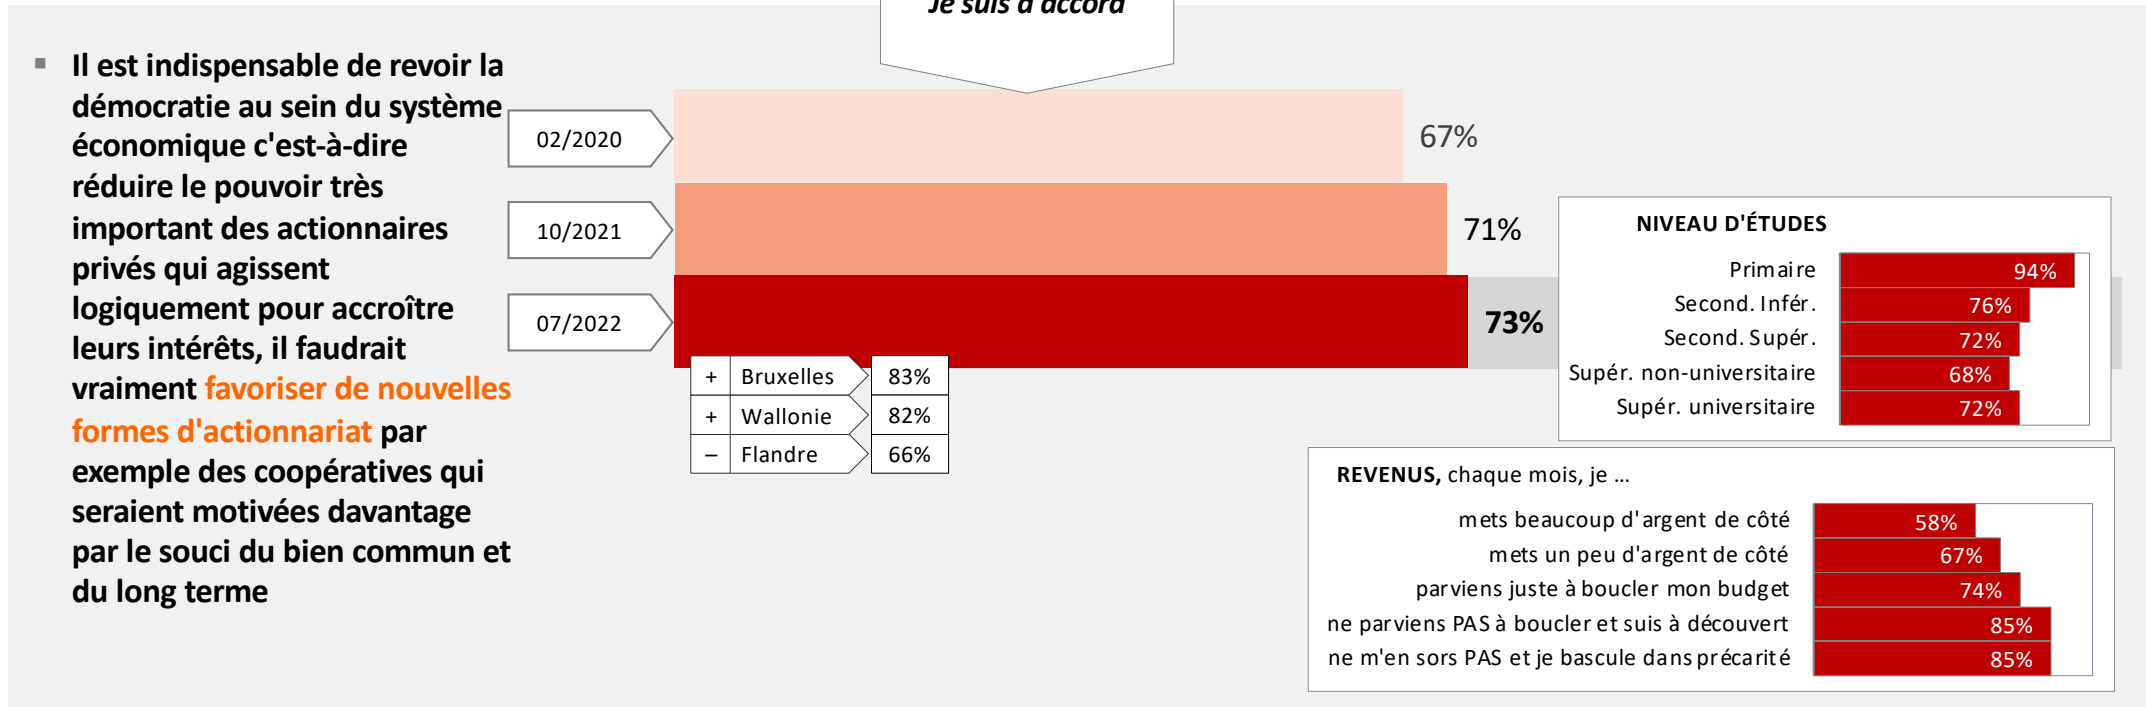 Je suis d'accord
▪ Il est indispensable de revoir la
démocratie au sein du système
économique c'est-à-dire
réduire le pouvoir très
important des actionnaires
privés qui agissent
logiquement pour accroître
leurs intérêts, il faudrait
vraiment favoriser de nouvelles
formes d'actionnariat par
exemple des coopératives qui
seraient motivées davantage
par le souci du bien commun et
du long terme
02/2020 67%
10/2021 71%
07/2022 73%
+ Bruxelles 83%
+ Wallonie 82%
– Flandre 66%
NIVEAU D'ÉTUDES
Primaire 94%
Second. Infér. 76%
Second. Supér. 72%
Supér. non-universitaire 68%
Supér. universitaire 72%
REVENUS, chaque mois, je …
mets beaucoup d'argent de côté 58%
mets un peu d'argent de côté 67%
parviens juste à boucler mon budget 74%
ne parviens PAS à boucler et suis à découvert 85%
ne m'en sors PAS et je bascule dans précarité 85%